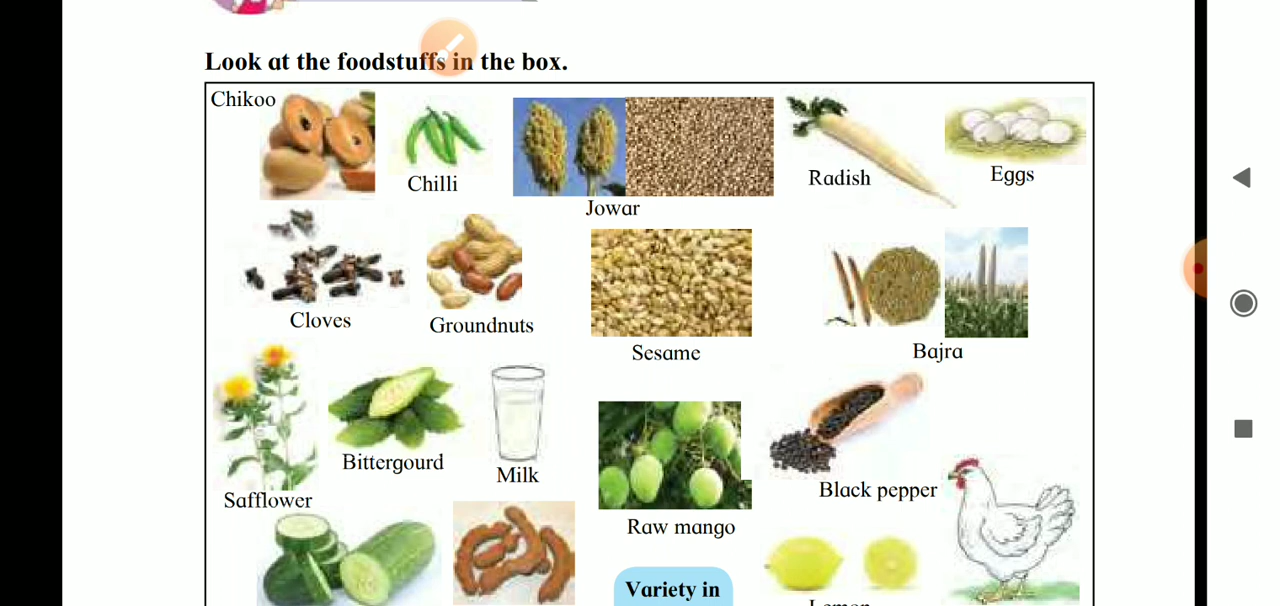 Look at the foodstuffs in the box.
Chikoo
Chilli
Jowar
Radish
Eggs
Cloves
Groundnuts
Sesame
Bajra
Safflower
Bittergourd
Milk
Raw mango
Black pepper
Variety in
Lemon